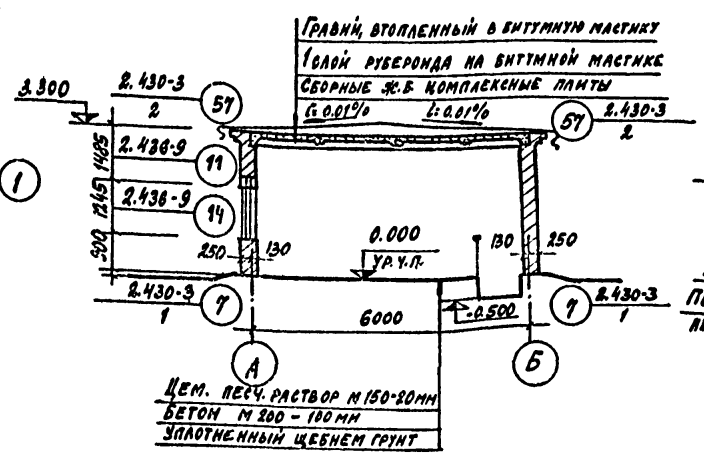 ГРАВИЙ, ВТОПЛЕННЫЙ В БИТУМНУЮ МАСТИКУ
1 СЛОЙ РУБЕРОИДА НА БИТУМНОЙ МАСТИКЕ
СБОРНЫЕ Ж.Б КОМПЛЕКСНЫЕ ПЛИТЫ
i=0.01% i=0.01%
3.300
2.430-3
2
57
57
2.430-3
2
1485
2.436-9
11
1
1245
2.436-9
14
900
250 130
0.000
УР.Ч.П.
130 250
2.430-3
1
7
-0.500
7
2.430-3
1
6000
А
Б
ЦЕМ. ПЕСЧ. РАСТВОР М150-20ММ
БЕТОН М200-100ММ
УПЛОТНЕННЫЙ ЩЕБНЕМ ГРУНТ